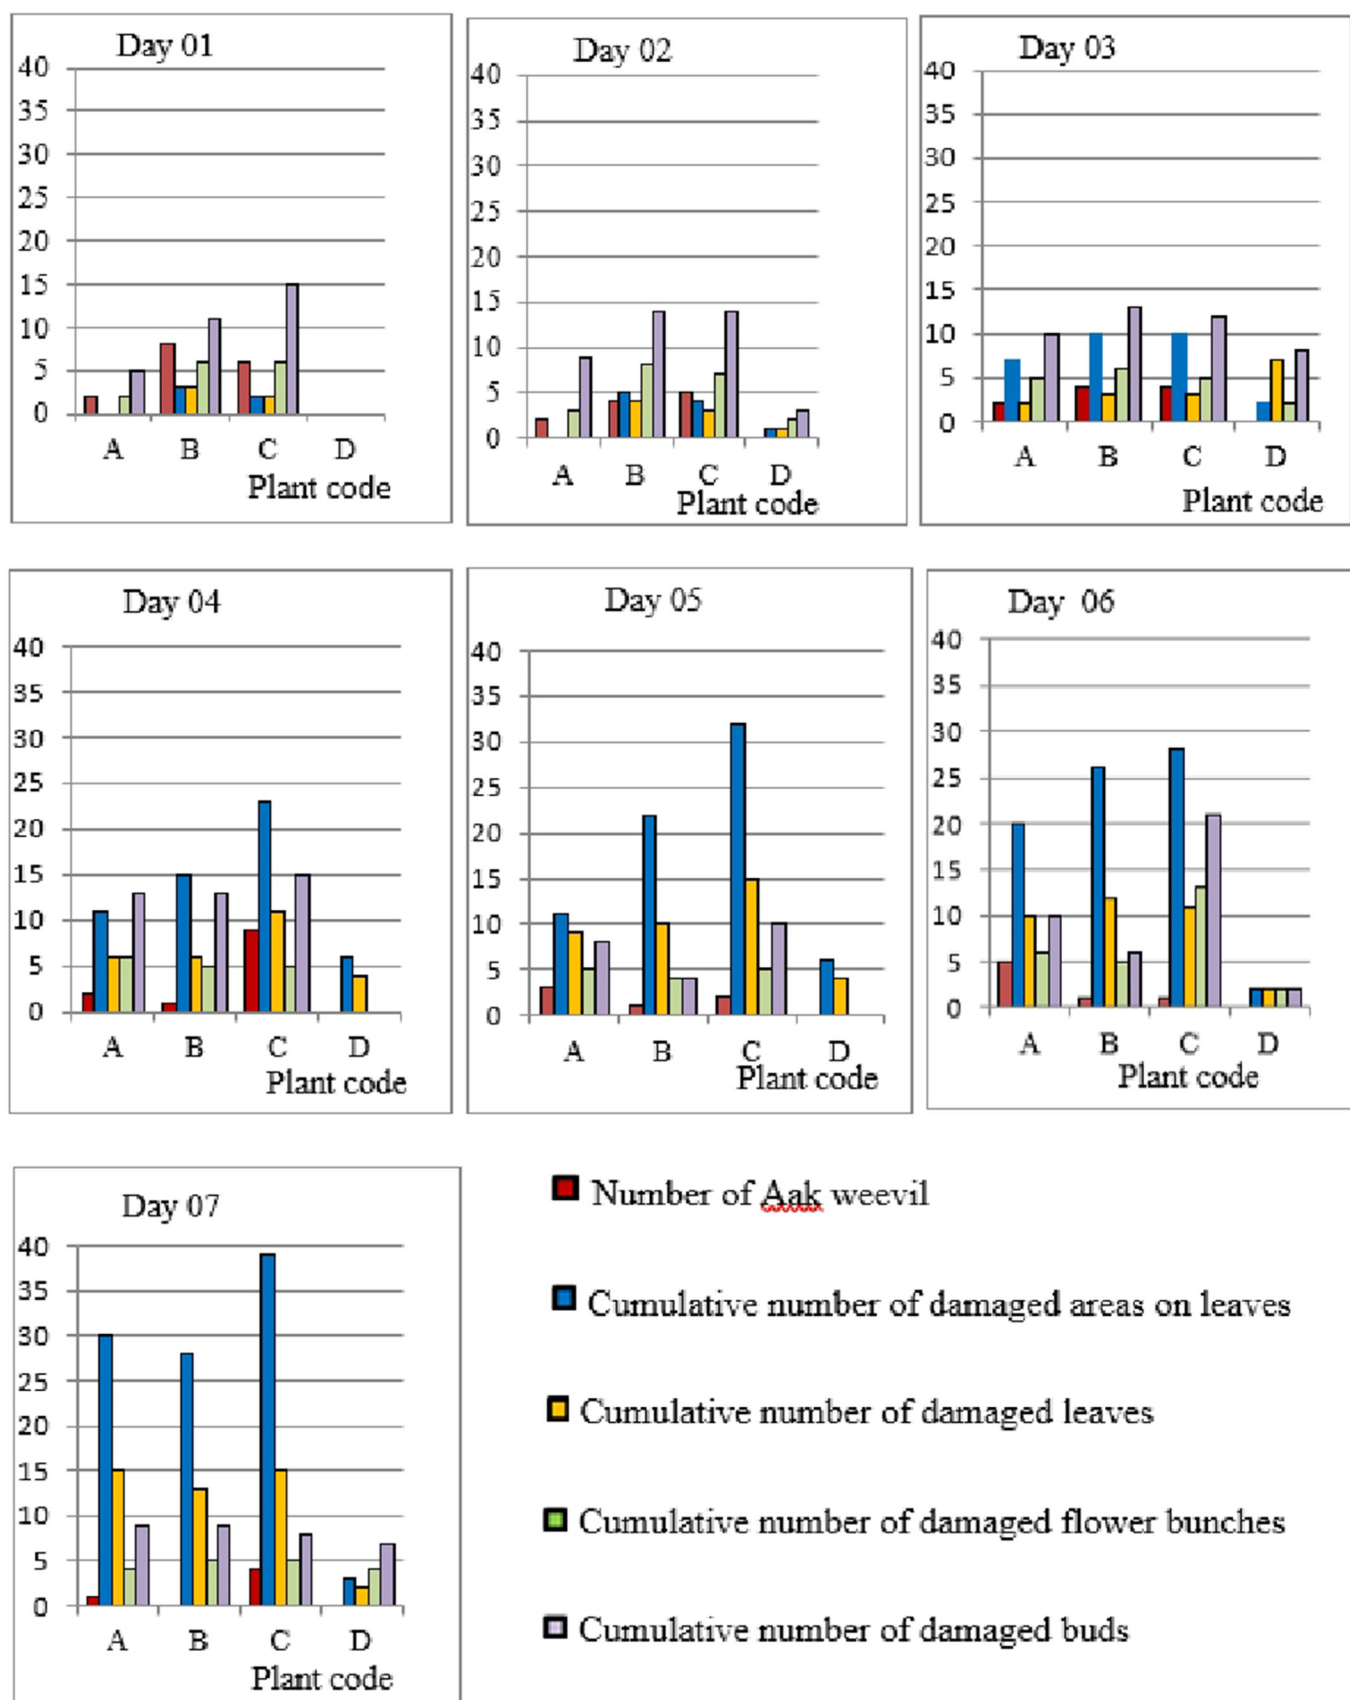 Day 01
40
35
30
25
20
15
10
5
0
A B C D
Plant code
Day 02
40
35
30
25
20
15
10
5
0
A B C D
Plant code
Day 03
40
35
30
25
20
15
10
5
0
A B C D
Plant code
Day 04
40
35
30
25
20
15
10
5
0
A B C D
Plant code
Day 05
40
35
30
25
20
15
10
5
0
A B C D
Plant code
Day 06
40
35
30
25
20
15
10
5
0
A B C D
Plant code
Day 07
40
35
30
25
20
15
10
5
0
A B C D
Plant code
Number of Aak weevil
Cumulative number of damaged areas on leaves
Cumulative number of damaged leaves
Cumulative number of damaged flower bunches
Cumulative number of damaged buds